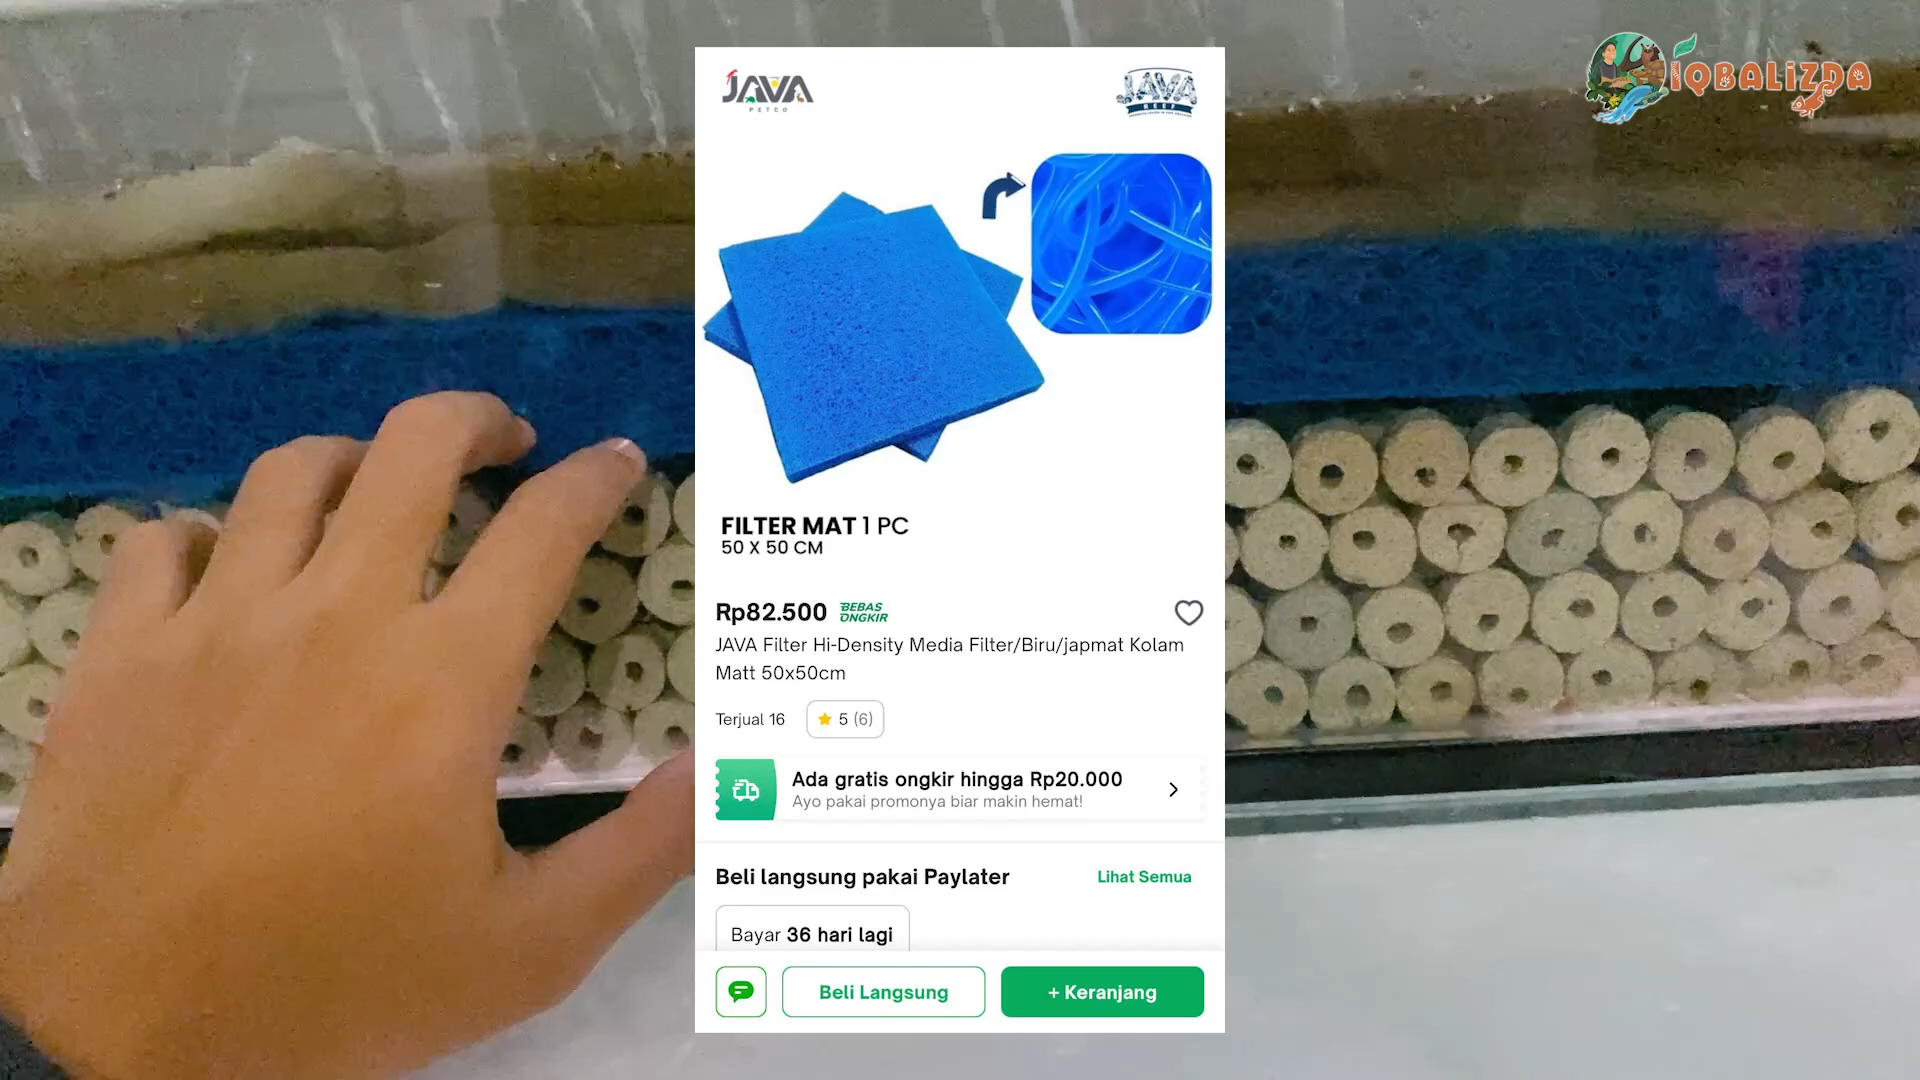 IQBALIZDA
JAVA
PETCO
JAVA
REEF
FILTER MAT 1 PC
50 X 50 CM
Rp82.500
BEBAS
ONGKIR
JAVA Filter Hi-Density Media Filter/Biru/japmat Kolam
Matt 50x50cm
Terjual 16
5 (6)
Ada gratis ongkir hingga Rp20.000
Ayo pakai promonya biar makin hemat!
Beli langsung pakai Paylater
Lihat Semua
Bayar 36 hari lagi
Beli Langsung
+ Keranjang